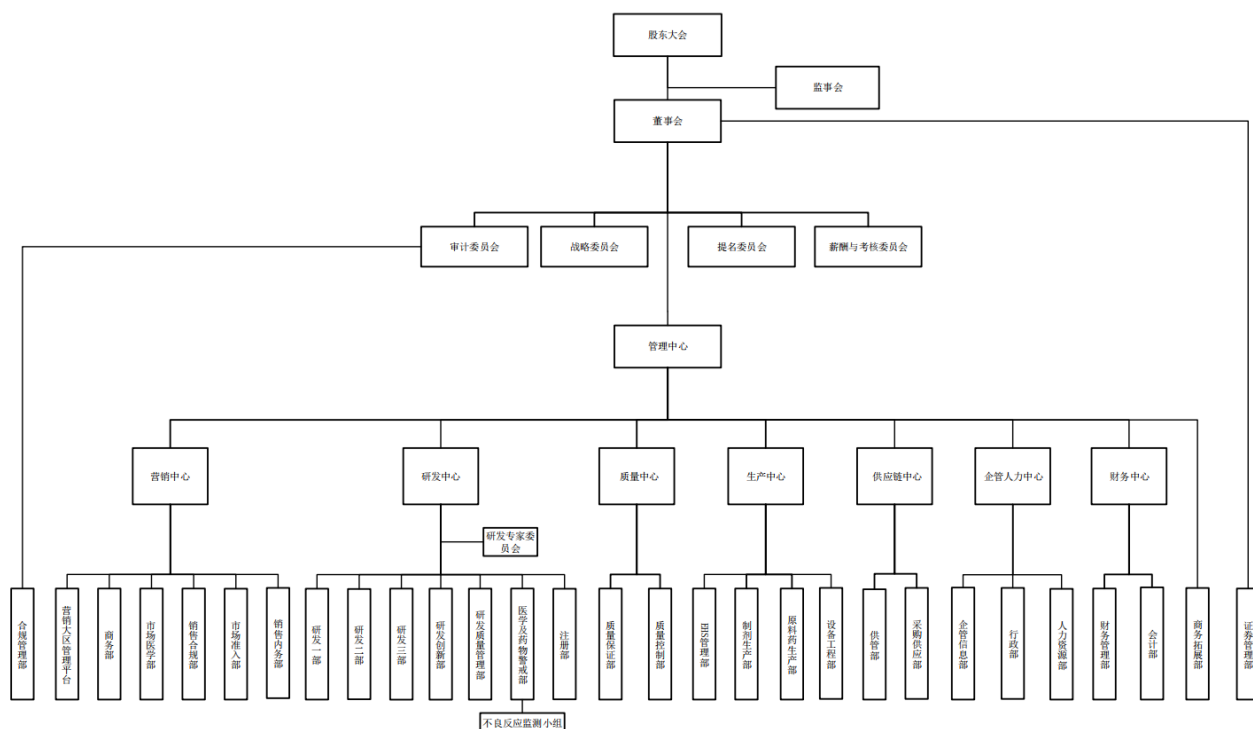 股东大会
监事会
董事会
审计委员会
战略委员会
提名委员会
薪酬与考核委员会
管理中心
营销中心
研发中心
质量中心
生产中心
供应链中心
企管人力中心
财务中心
研发专家委
员会
合规管理部
营销大区管理平台
商务部
市场医学部
销售合规部
市场准入部
销售内务部
研发一部
研发二部
研发三部
研发创新部
研发质量管理部
医学及药物警戒部
注册部
质量保证部
质量控制部
EHS管理部
制剂生产部
原料药生产部
设备工程部
供管部
采购供应部
企管信息部
行政部
人力资源部
财务管理部
会计部
商务拓展部
证券管理部
不良反应监测小组